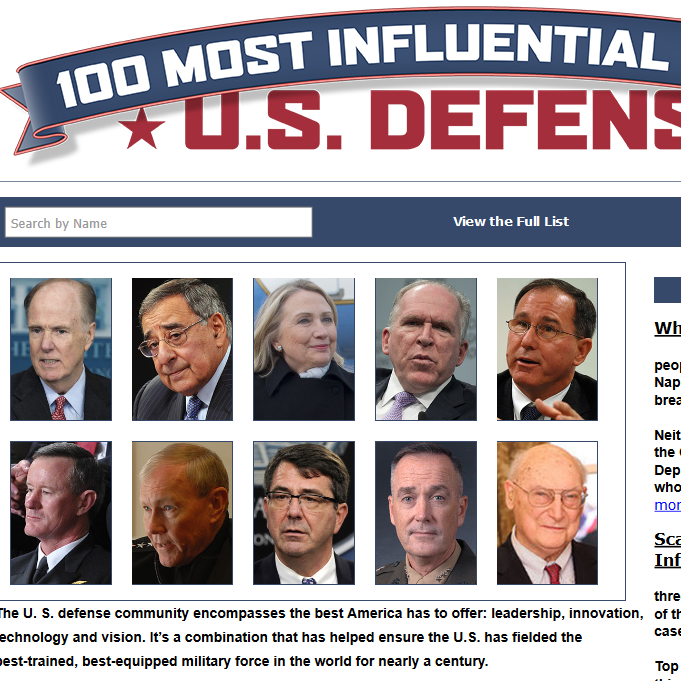 100 MOST INFLUENTIAL
U.S. DEFENS
Search by Name
View the Full List
The U. S. defense community encompasses the best America has to offer: leadership, innovation,
technology and vision. It's a combination that has helped ensure the U.S. has fielded the
best-trained, best-equipped military force in the world for nearly a century.
Wh
peop
Nap
brea
Neit
the
Dep
who
mor
Sca
Inf
thre
of th
case
Top